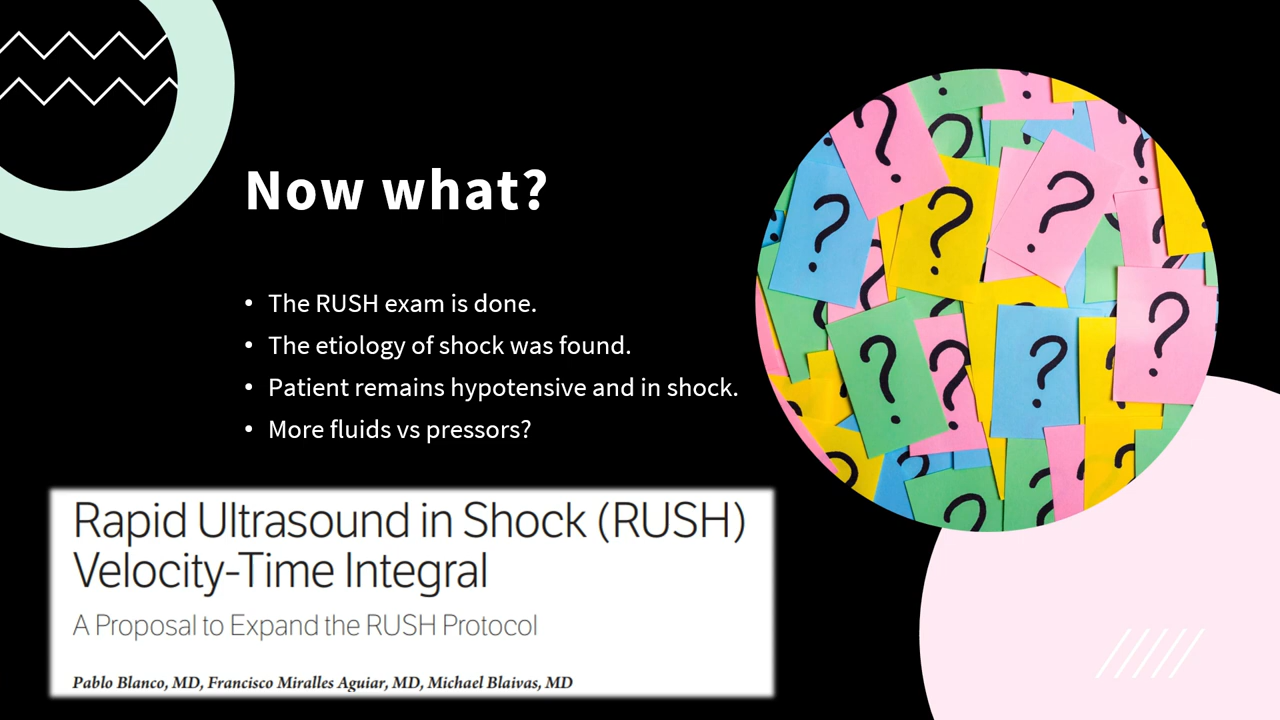 Now what?
• The RUSH exam is done.
• The etiology of shock was found.
• Patient remains hypotensive and in shock.
• More fluids vs pressors?
Rapid Ultrasound in Shock (RUSH)
Velocity-Time Integral
A Proposal to Expand the RUSH Protocol
Pablo Blanco, MD, Francisco Miralles Aguiar, MD, Michael Blaivas, MD